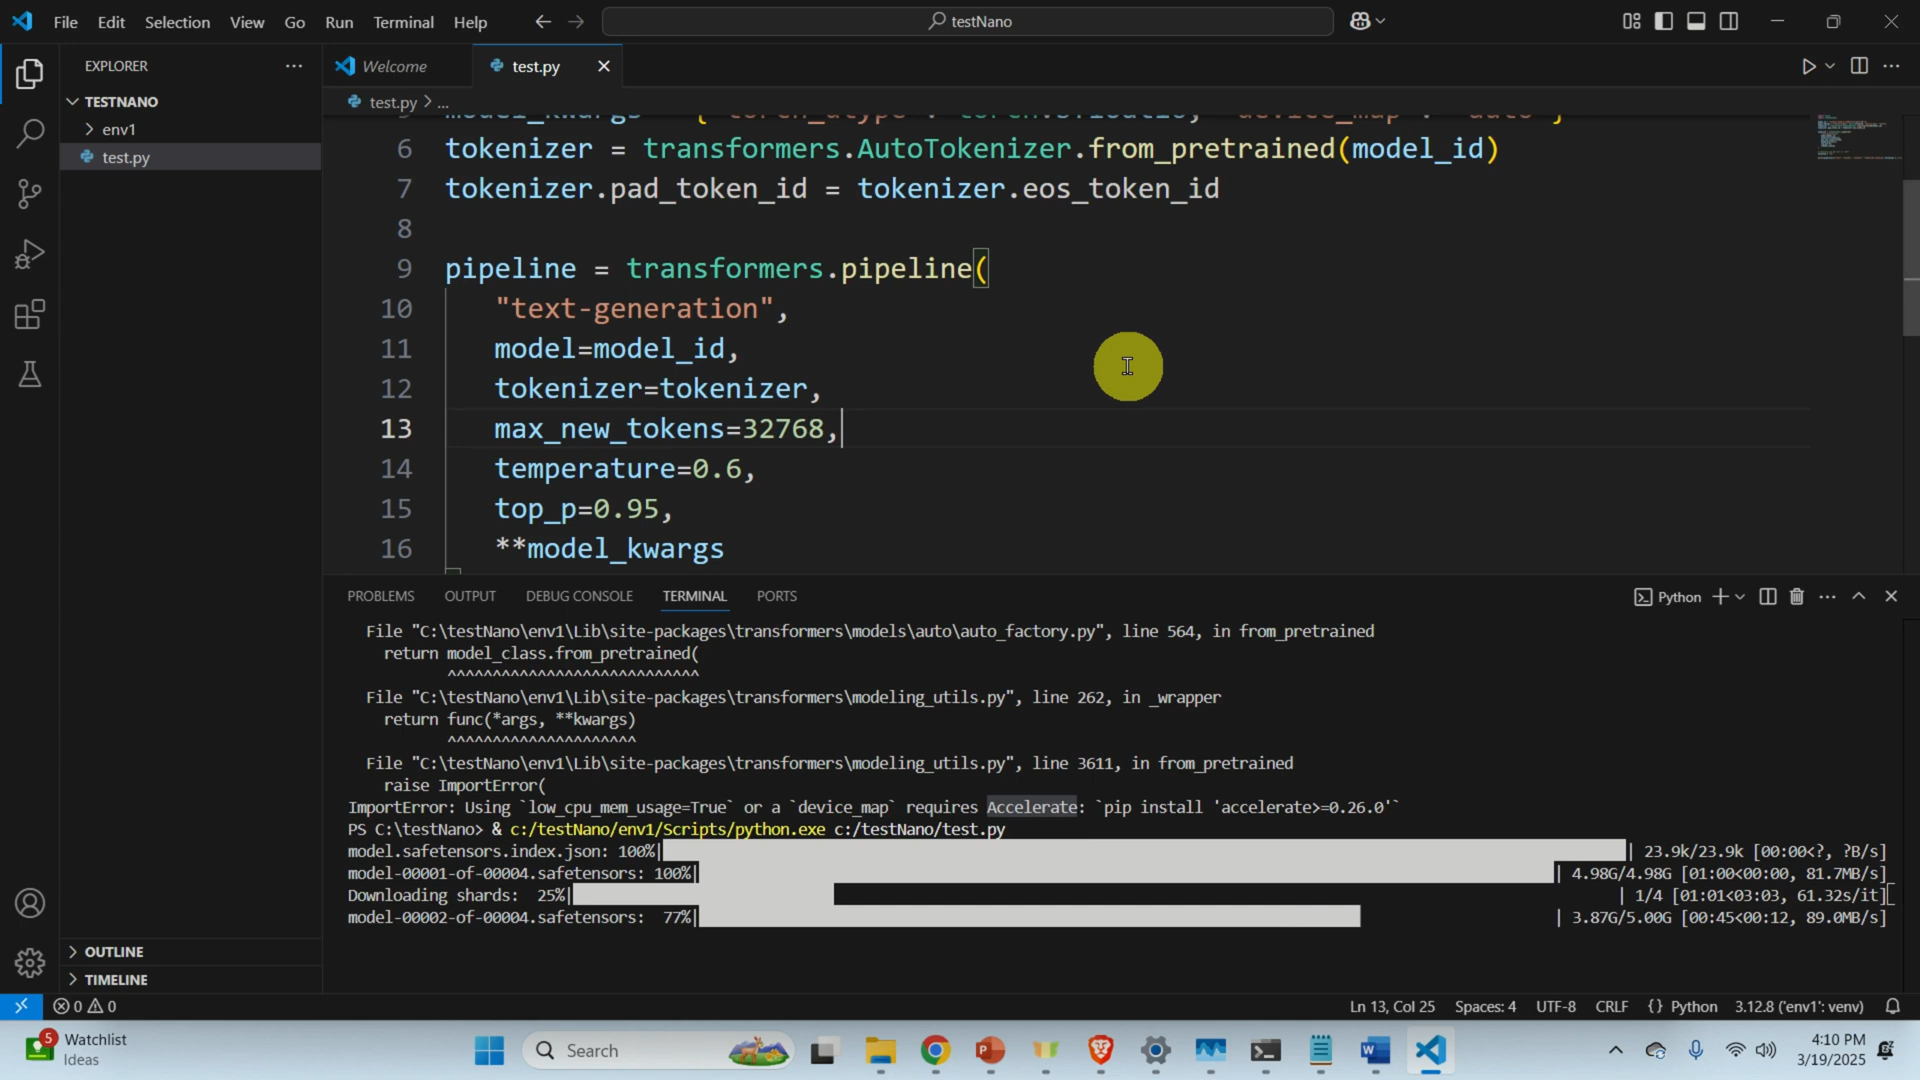 File Edit Selection View Go Run Terminal Help
testNano
EXPLORER
TESTNANO
env1
test.py
OUTLINE
TIMELINE
Welcome
test.py
test.py > ...
model_kwargs = {"torch_dtype": torch.bfloat16, "device_map": "auto"}
6 tokenizer = transformers.AutoTokenizer.from_pretrained(model_id)
7 tokenizer.pad_token_id = tokenizer.eos_token_id
8
9 pipeline = transformers.pipeline(
10 "text-generation",
11 model=model_id,
12 tokenizer=tokenizer,
13 max_new_tokens=32768,
14 temperature=0.6,
15 top_p=0.95,
16 **model_kwargs
PROBLEMS OUTPUT DEBUG CONSOLE TERMINAL PORTS
Python
File "C:\testNano\env1\Lib\site-packages\transformers\models\auto\auto_factory.py", line 564, in from_pretrained
return model_class.from_pretrained(
^^^^^^^^^^^^^^^^^^^^^^^^^^^^
File "C:\testNano\env1\Lib\site-packages\transformers\modeling_utils.py", line 262, in _wrapper
return func(*args, **kwargs)
^^^^^^^^^^^^^^^^^^^^^
File "C:\testNano\env1\Lib\site-packages\transformers\modeling_utils.py", line 3611, in from_pretrained
raise ImportError(
ImportError: Using `low_cpu_mem_usage=True` or a `device_map` requires Accelerate: `pip install 'accelerate>=0.26.0'`
PS C:\testNano> & c:/testNano/env1/Scripts/python.exe c:/testNano/test.py
model.safetensors.index.json: 100%| | 23.9k/23.9k [00:00<?, ?B/s]
model-00001-of-00004.safetensors: 100%| | 4.98G/4.98G [01:00<00:00, 81.7MB/s]
Downloading shards: 25%| | 1/4 [01:01<03:03, 61.32s/it]
model-00002-of-00004.safetensors: 77%| | 3.87G/5.00G [00:45<00:12, 89.0MB/s]
0 0 Ln 13, Col 25 Spaces: 4 UTF-8 CRLF {} Python 3.12.8 ('env1': venv)
5
Watchlist
Ideas
Search
4:10 PM
3/19/2025